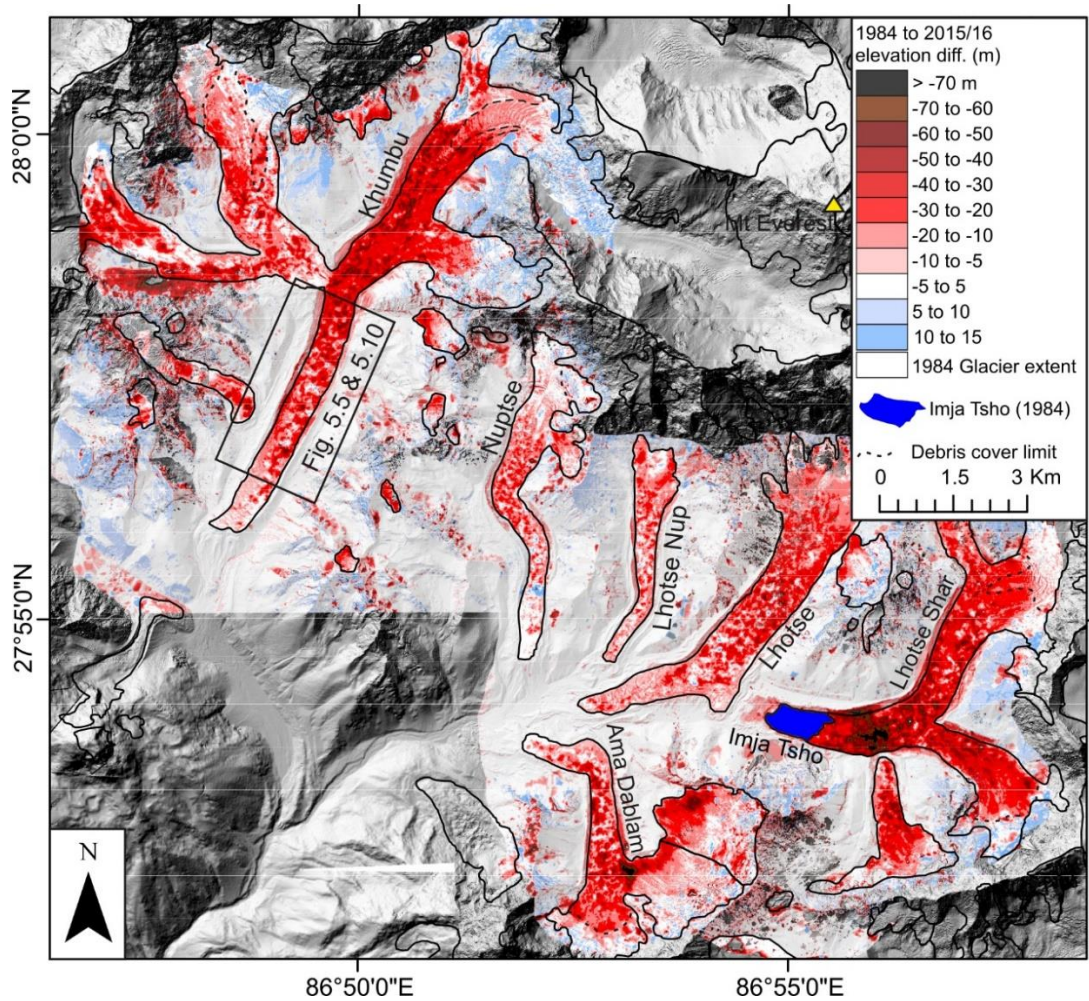 1984 to 2015/16
elevation diff. (m)
> -70 m
-70 to -60
-60 to -50
-50 to -40
-40 to -30
-30 to -20
-20 to -10
-10 to -5
-5 to 5
5 to 10
10 to 15
1984 Glacier extent
Imja Tsho (1984)
Debris cover limit
0 1.5 3 Km
28°0'0"N
27°55'0"N
Khumbu
Mt Everest
Fig. 5.5 & 5.10
Nuptse
Lhotse Nup
Lhotse
Lhotse Shar
Imja Tsho
Ama Dablam
N
86°50'0"E
86°55'0"E